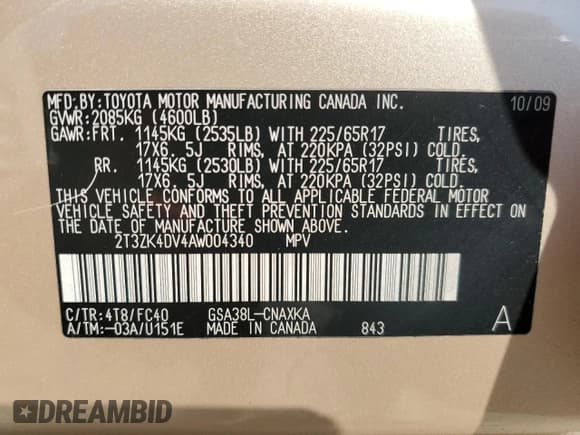 MFD.BY:TOYOTA MOTOR MANUFACTURING CANADA INC. 10/09
GVWR:2085KG (4600LB)
GAWR:FRT. 1145KG (2535LB) WITH 225/65R17 TIRES,
17X6. 5J RIMS, AT 220KPA (32PSI) COLD.
RR. 1145KG (2530LB) WITH 225/65R17 TIRES,
17X6. 5J RIMS, AT 220KPA (32PSI) COLD.
THIS VEHICLE CONFORMS TO ALL APPLICABLE FEDERAL MOTOR
VEHICLE SAFETY AND THEFT PREVENTION STANDARDS IN EFFECT ON
THE DATE OF MANUFACTURE SHOWN ABOVE.
2T3ZK4DV4AW004340 MPV
C/TR:4T8/FC40 GSA38L-CNAXKA
A/TM:-03A/U151E MADE IN CANADA 843 A
DREAMBID